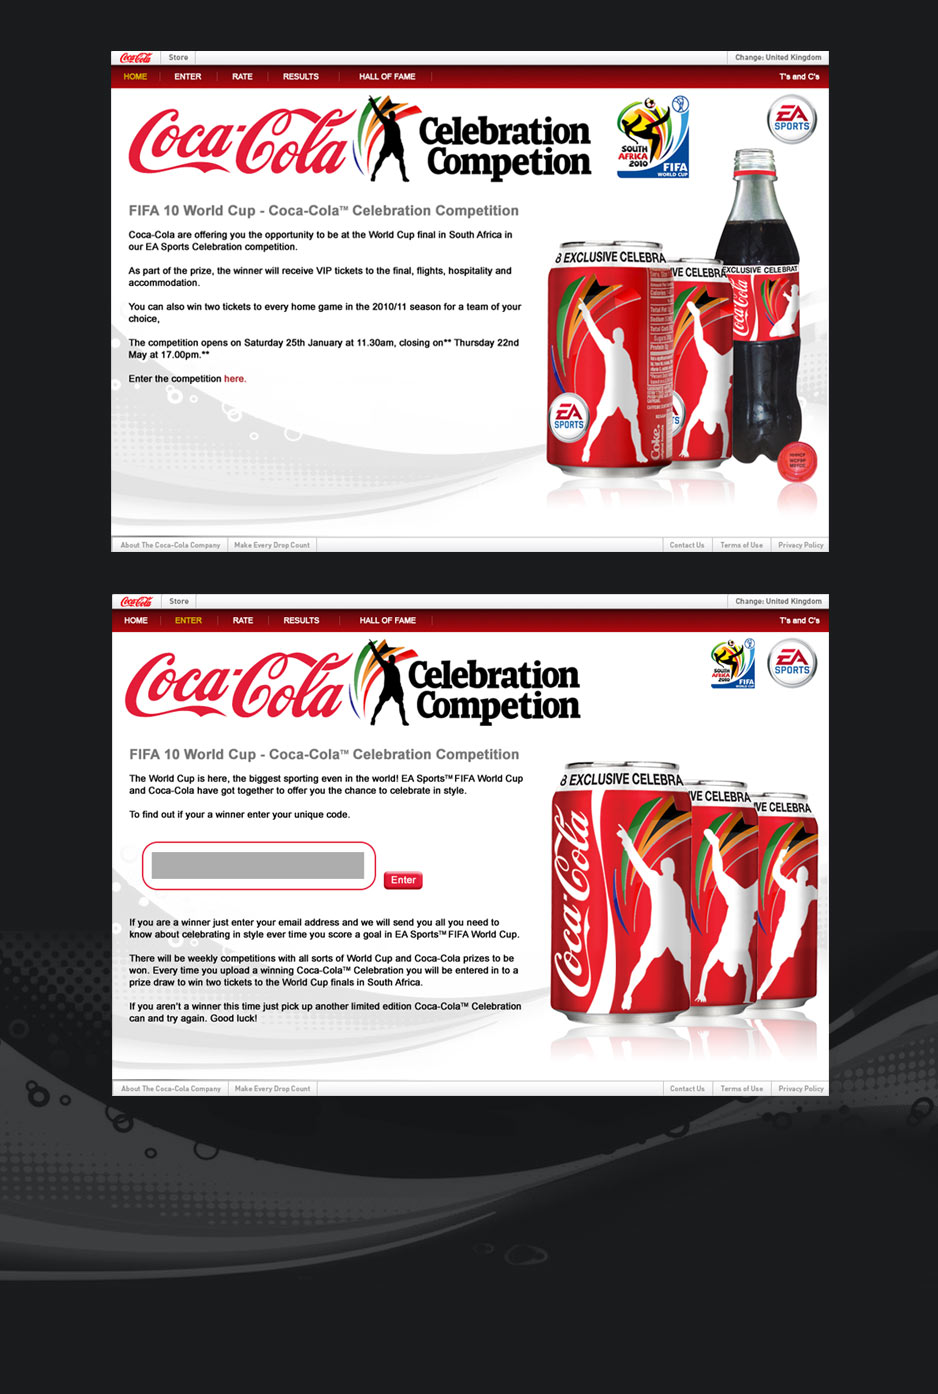 Coca-Cola Store Change: United Kingdom
HOME ENTER RATE RESULTS HALL OF FAME T's and C's
Coca-Cola Celebration Competion
SOUTH AFRICA 2010 FIFA WORLD CUP
EA SPORTS
FIFA 10 World Cup - Coca-Cola™ Celebration Competition
Coca-Cola are offering you the opportunity to be at the World Cup final in South Africa in
our EA Sports Celebration competition.
As part of the prize, the winner will receive VIP tickets to the final, flights, hospitality and
accommodation.
You can also win two tickets to every home game in the 2010/11 season for a team of your
choice,
The competition opens on Saturday 25th January at 11.30am, closing on** Thursday 22nd
May at 17.00pm.**
Enter the competition here.
8 EXCLUSIVE CELEBRA
IVE CELEBRA
EXCLUSIVE CELEBRAT
Coca-Cola
EA SPORTS
Coke
About The Coca-Cola Company Make Every Drop Count Contact Us Terms of Use Privacy Policy
Coca-Cola Store Change: United Kingdom
HOME ENTER RATE RESULTS HALL OF FAME T's and C's
Coca-Cola Celebration Competion
SOUTH AFRICA 2010 FIFA WORLD CUP
EA SPORTS
FIFA 10 World Cup - Coca-Cola™ Celebration Competition
The World Cup is here, the biggest sporting even in the world! EA Sports™ FIFA World Cup
and Coca-Cola have got together to offer you the chance to celebrate in style.
To find out if your a winner enter your unique code.
Enter
If you are a winner just enter your email address and we will send you all you need to
know about celebrating in style ever time you score a goal in EA Sports™ FIFA World Cup.
There will be weekly competitions with all sorts of World Cup and Coca-Cola prizes to be
won. Every time you upload a winning Coca-Cola™ Celebration you will be entered in to a
prize draw to win two tickets to the World Cup finals in South Africa.
If you aren't a winner this time just pick up another limited edition Coca-Cola™ Celebration
can and try again. Good luck!
8 EXCLUSIVE CELEBRA
IVE CELEBRA
IVE CELEBRA
Coca-Cola
About The Coca-Cola Company Make Every Drop Count Contact Us Terms of Use Privacy Policy